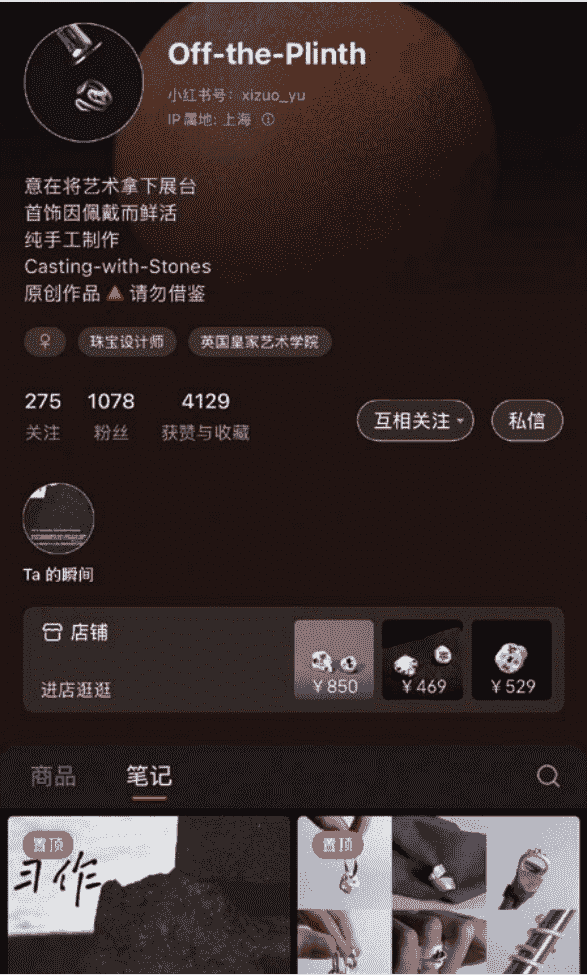 Off-the-Plinth
小红书号：xizuo_yu
IP属地: 上海
意在将艺术拿下展台
首饰因佩戴而鲜活
纯手工制作
Casting-with-Stones
原创作品 请勿借鉴
♀ 珠宝设计师 英国皇家艺术学院
275 关注 1078 粉丝 4129 获赞与收藏
互相关注 私信
Ta 的瞬间
店铺
进店逛逛
¥850 ¥469 ¥529
商品 笔记
置顶 置顶
习作